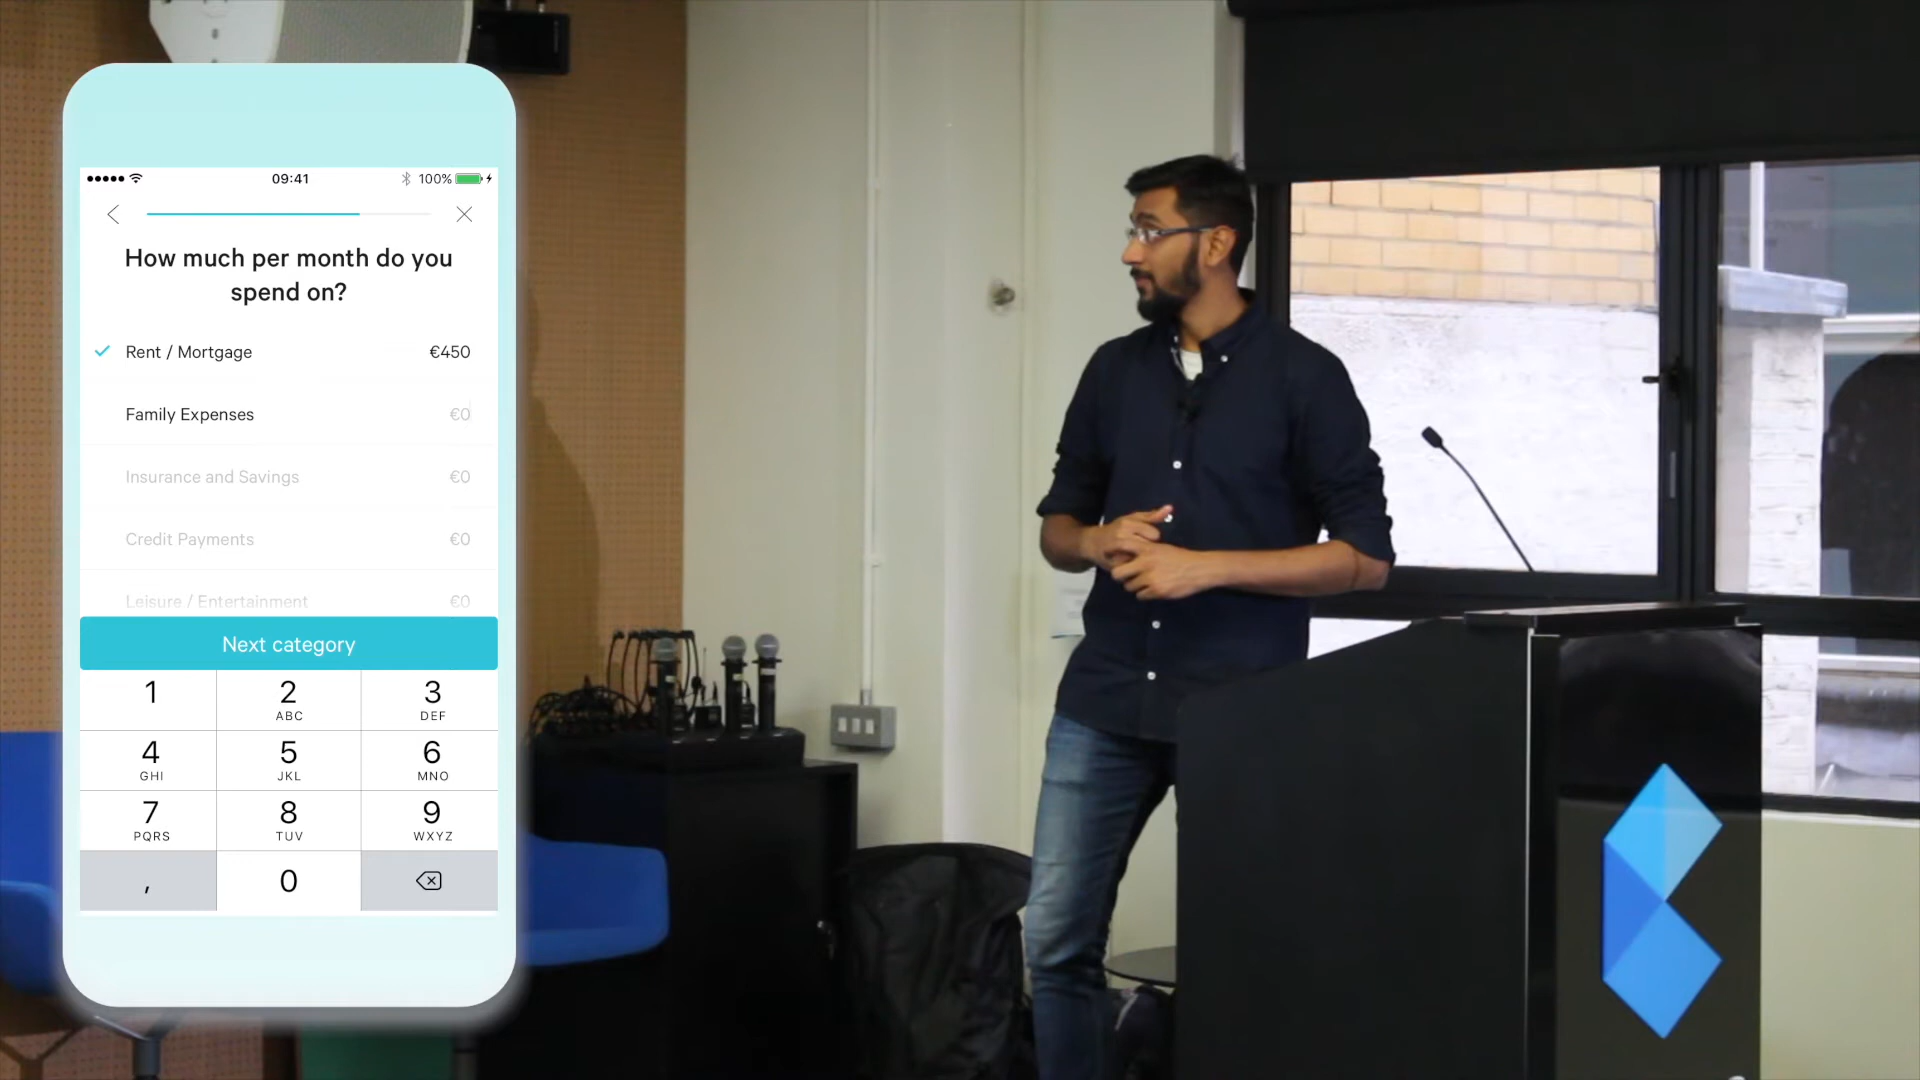 09:41
100%
How much per month do you
spend on?
Rent / Mortgage €450
Family Expenses €0
Insurance and Savings €0
Credit Payments €0
Leisure / Entertainment €0
Next category
1
2 ABC
3 DEF
4 GHI
5 JKL
6 MNO
7 PQRS
8 TUV
9 WXYZ
,
0